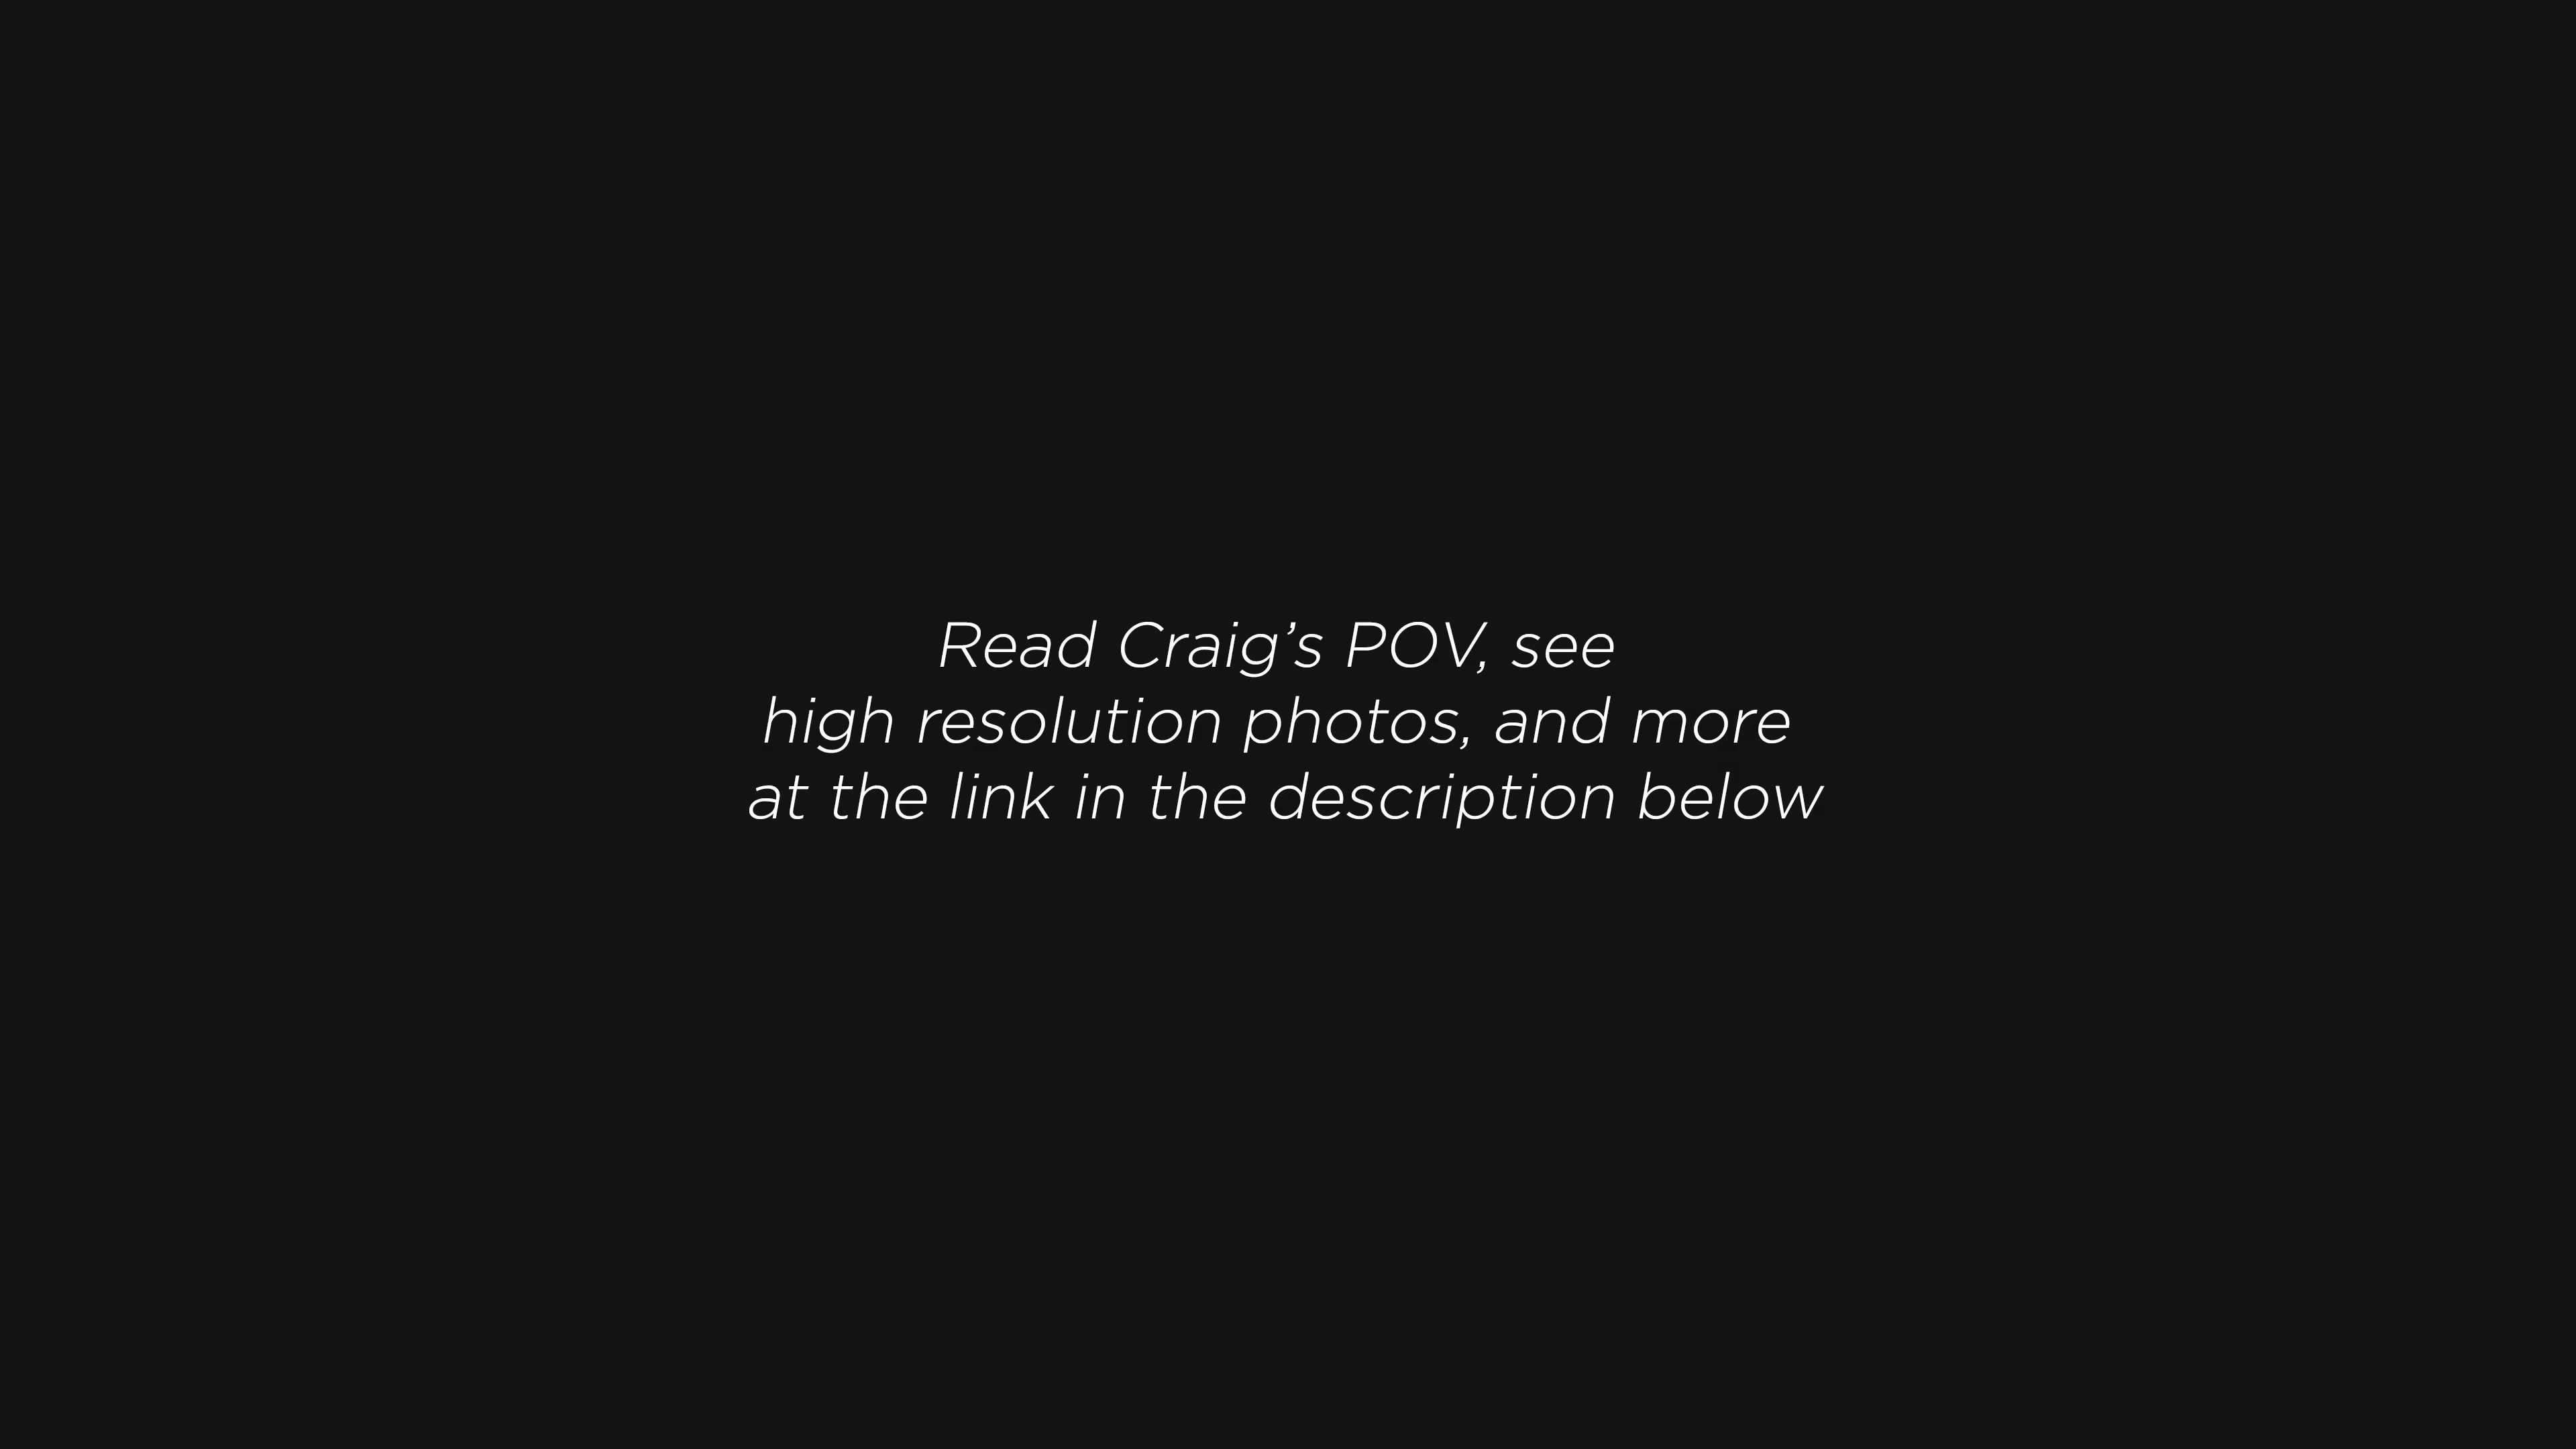 Read Craig’s POV, see
high resolution photos, and more
at the link in the description below